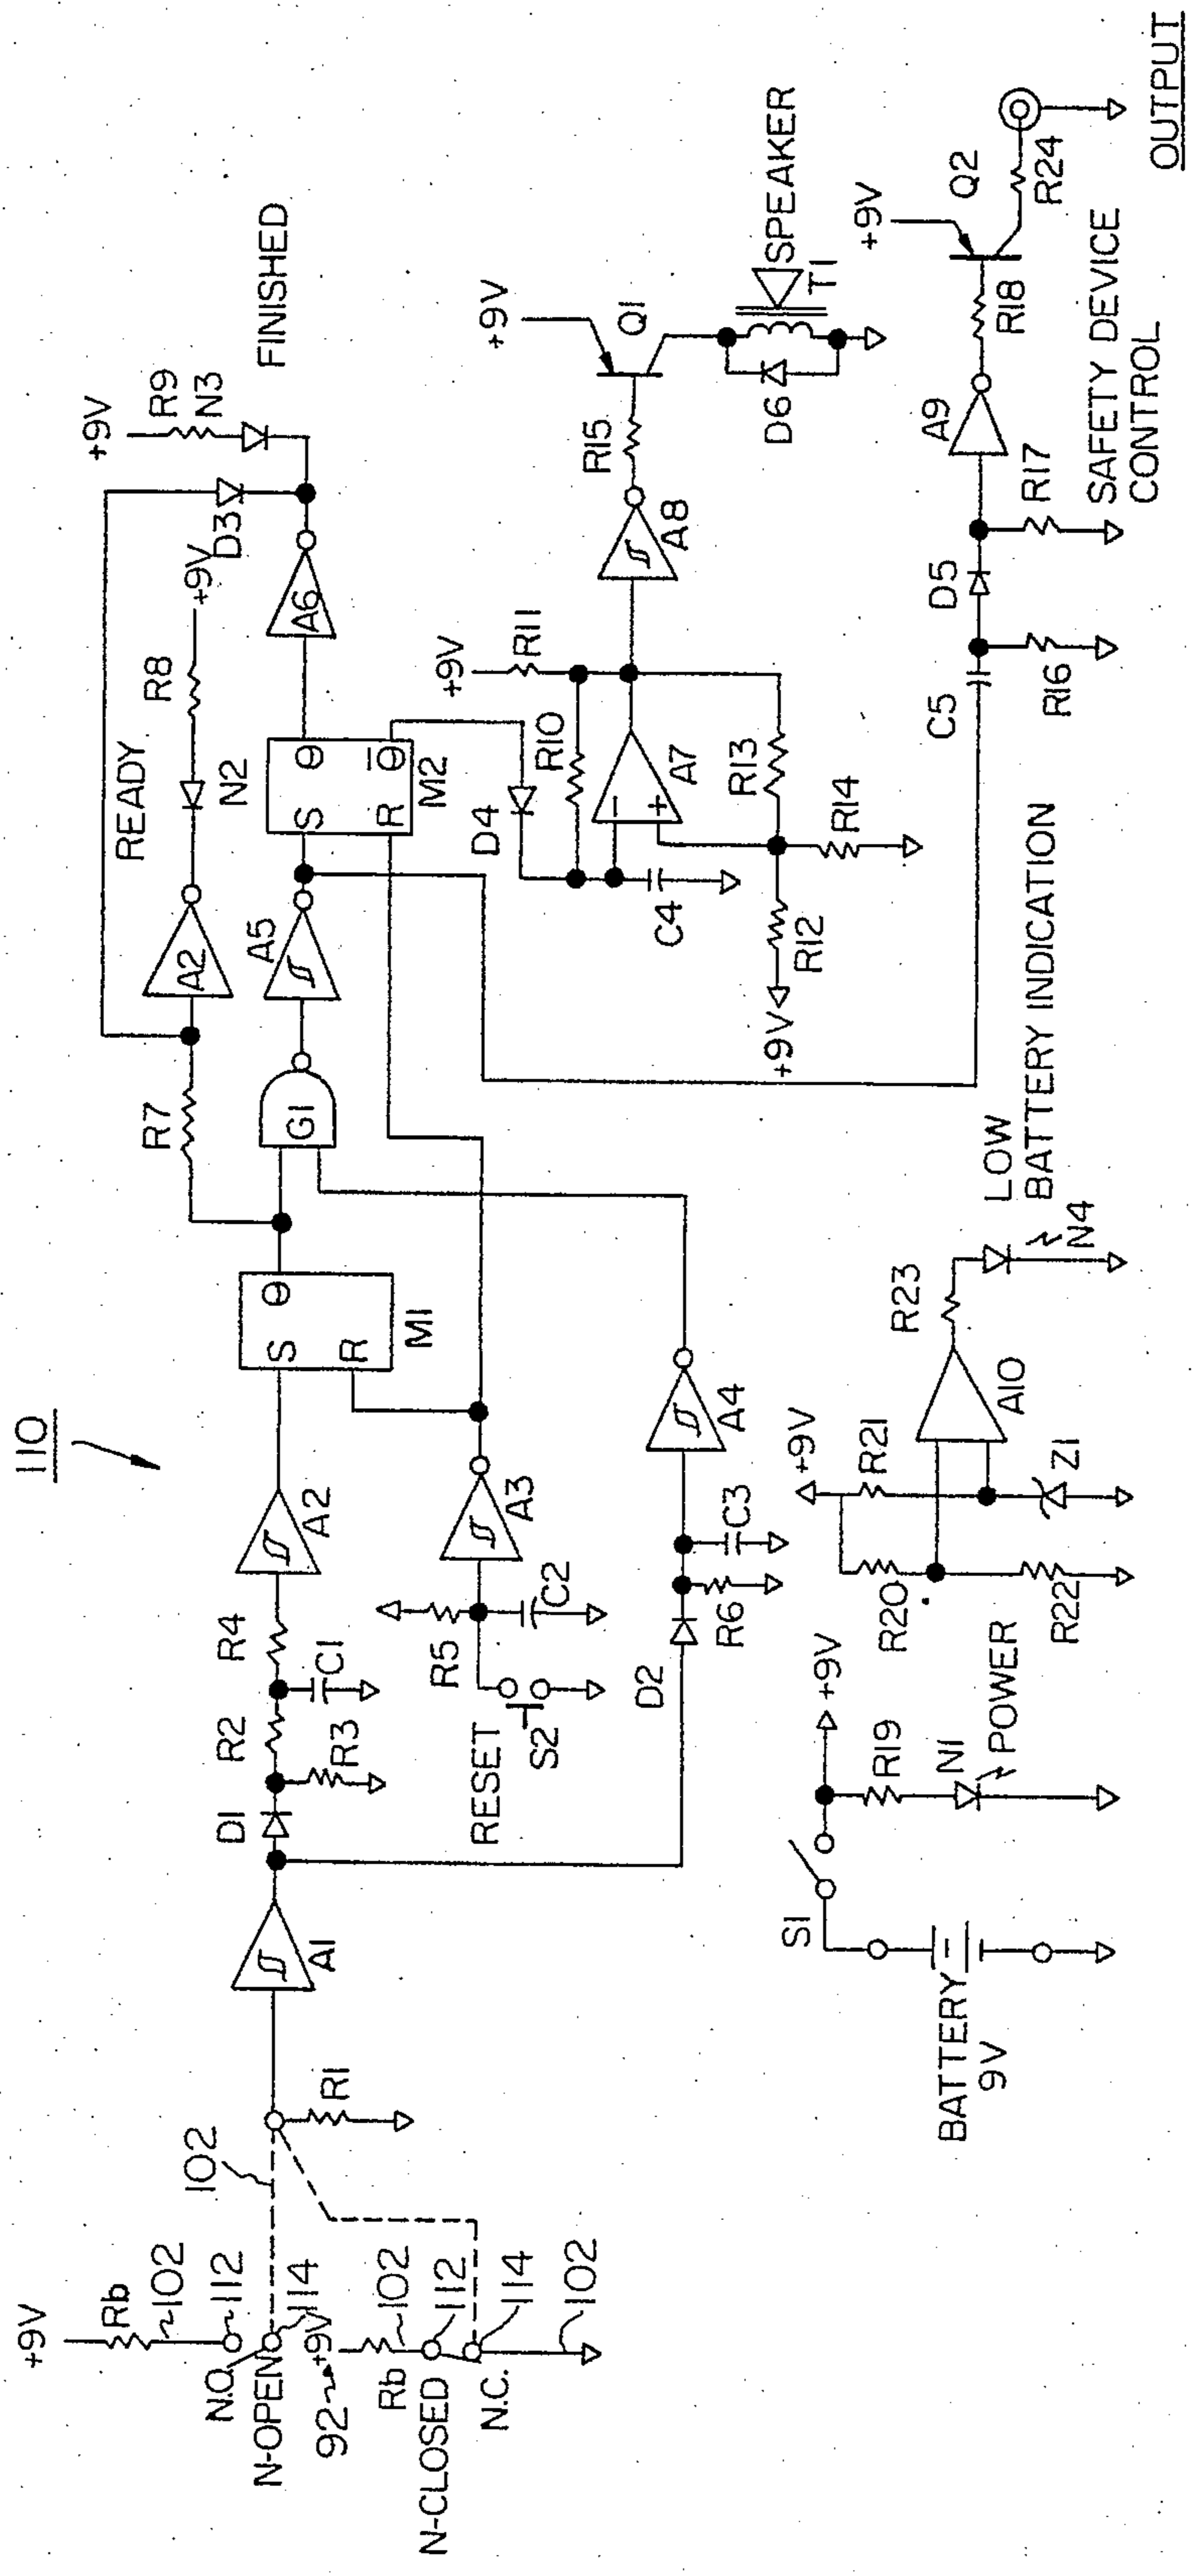 110
+9V
Rb
102
112
N.O.
N-OPEN
114
102
R1
92
+9V
Rb
102
112
N-CLOSED
N.C.
114
102
A1
D1
R2
R3
R4
C1
A2
S
R
θ
M1
RESET
S2
R5
C2
A3
D2
R6
C3
A4
R7
G1
A2
A5
READY
N2
R8
+9V
D3
S
R
θ
θ̅
M2
A6
+9V
R9
N3
FINISHED
D4
R10
C4
+9V
R11
A7
R13
R14
R12
+9V
A8
R15
+9V
Q1
D6
T1
SPEAKER
C5
R16
D5
R17
A9
R18
+9V
Q2
R24
SAFETY DEVICE
CONTROL
OUTPUT
BATTERY
9V
S1
+9V
R19
N1
POWER
R20
R22
+9V
R21
Z1
A10
R23
N4
LOW
BATTERY INDICATION